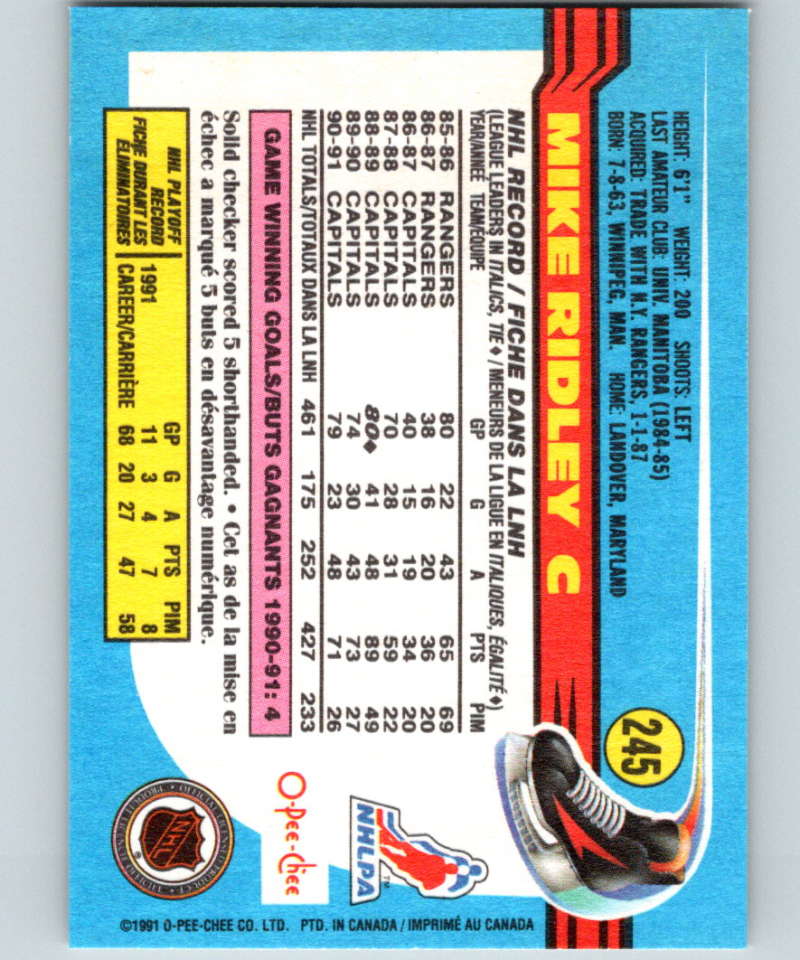 HEIGHT: 6'1" WEIGHT: 200 SHOOTS: LEFT
LAST AMATEUR CLUB: UNIV. MANITOBA (1984-85)
ACQUIRED: TRADE WITH N.Y. RANGERS, 1-1-87
BORN: 7-8-63, WINNIPEG, MAN. HOME: LANDOVER, MARYLAND
245
MIKE RIDLEY C
NHL RECORD / FICHE DANS LA LNH
(LEAGUE LEADERS IN ITALICS, TIE ♦ / MENEURS DE LA LIGUE EN ITALIQUES, ÉGALITÉ ♦)
YEAR/ANNÉE TEAM/ÉQUIPE GP G A PTS PIM
85-86 RANGERS 80 22 43 65 69
86-87 RANGERS 38 16 20 36 20
86-87 CAPITALS 40 15 19 34 20
87-88 CAPITALS 70 28 31 59 22
88-89 CAPITALS 80♦ 41 48 89 49
89-90 CAPITALS 74 30 43 73 27
90-91 CAPITALS 79 23 48 71 26
NHL TOTALS/TOTAUX DANS LA LNH 461 175 252 427 233
GAME WINNING GOALS/BUTS GAGNANTS 1990-91: 4
Solid checker scored 5 shorthanded. • Cet as de la mise en
échec a marqué 5 buts en désavantage numérique.
NHL PLAYOFF
RECORD
FICHE DURANT LES
ÉLIMINATOIRES
GP G A PTS PIM
1991 11 3 4 7 8
CAREER/CARRIÈRE 68 20 27 47 58
NHLPA
TM
O-Pee-Chee
NHL
©1991 O-PEE-CHEE CO. LTD. PTD. IN CANADA / IMPRIMÉ AU CANADA